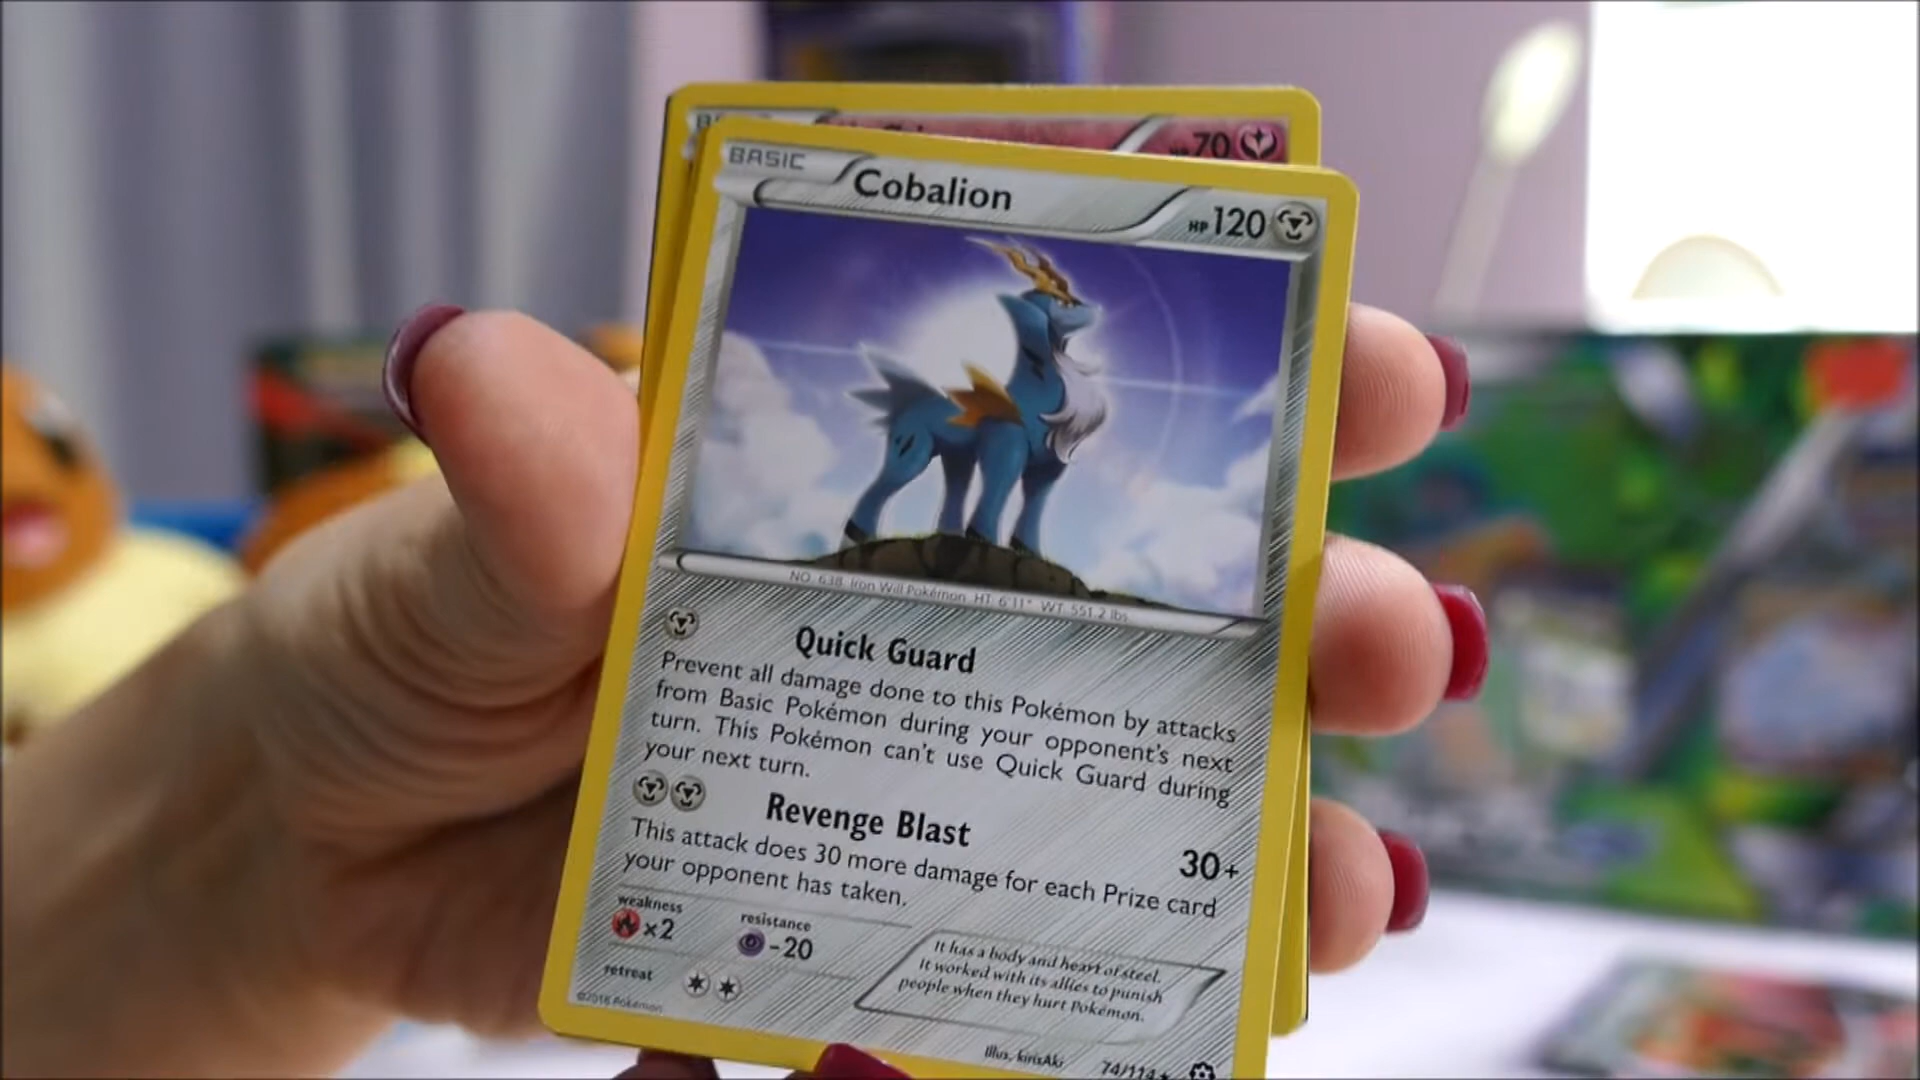 70
BASIC
Cobalion
HP 120
NO. 638 Iron Will Pokémon HT: 6'11" WT: 551.2 lbs
Quick Guard
Prevent all damage done to this Pokémon by attacks
from Basic Pokémon during your opponent's next
turn. This Pokémon can't use Quick Guard during
your next turn.
Revenge Blast
30+
This attack does 30 more damage for each Prize card
your opponent has taken.
weakness
×2
resistance
-20
retreat
It has a body and heart of steel.
It worked with its allies to punish
people when they hurt Pokémon.
©2016 Pokémon
Illus. kirisAki
74/114 ★